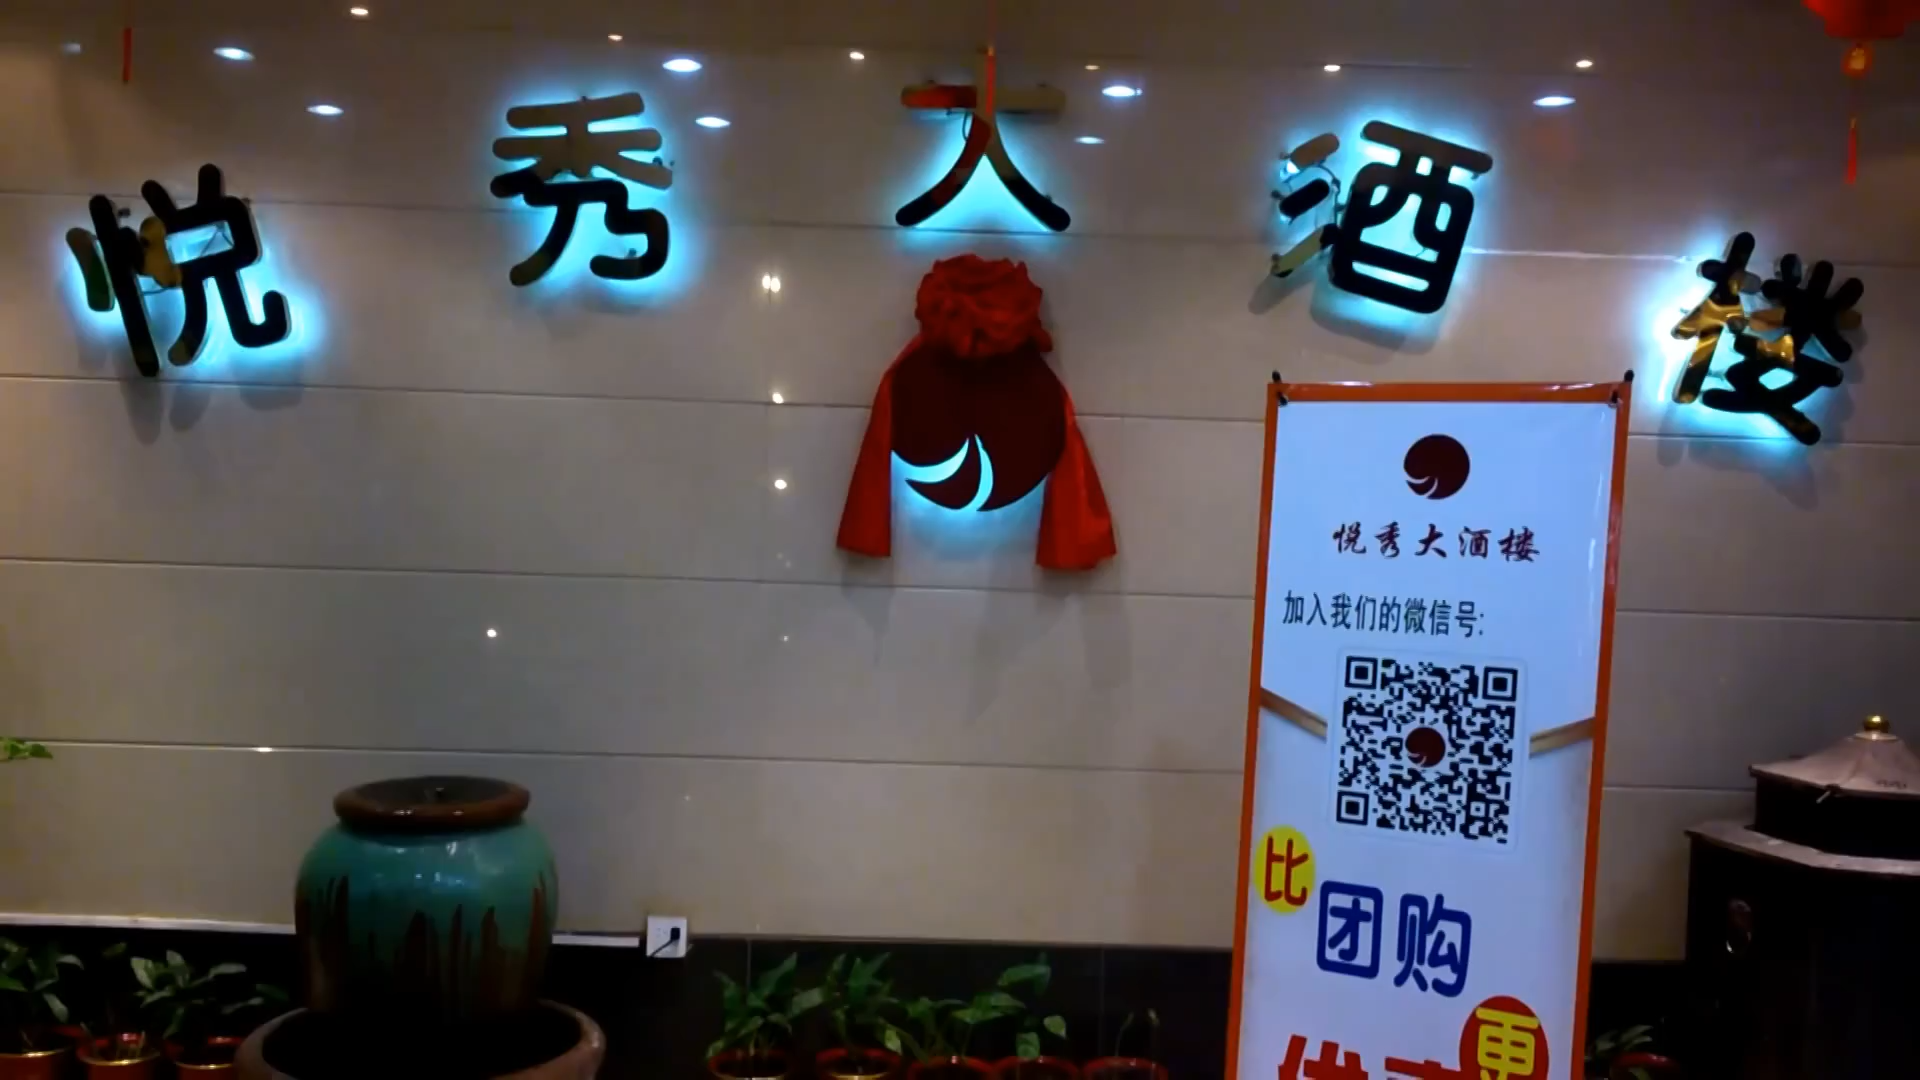 悦秀大酒楼
悦秀大酒楼
加入我们的微信号:
比
团购
更